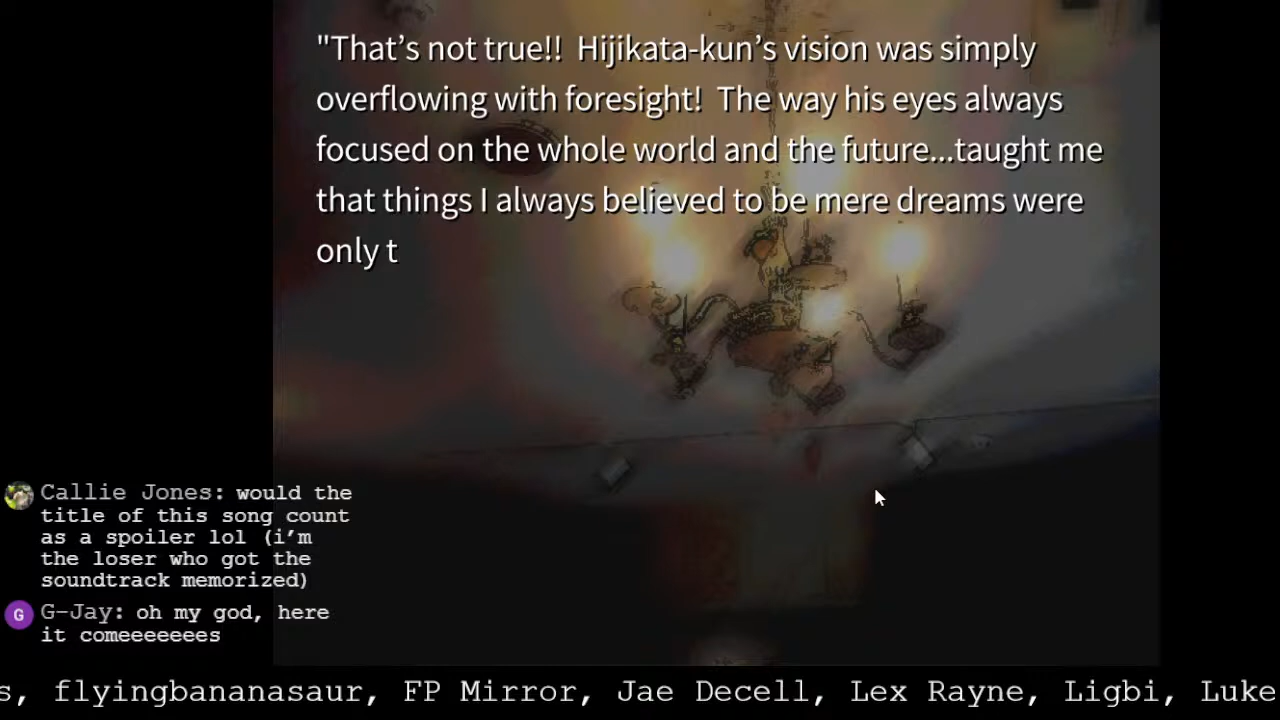 "That’s not true!!  Hijikata-kun’s vision was simply
overflowing with foresight!  The way his eyes always
focused on the whole world and the future...taught me
that things I always believed to be mere dreams were
only t
Callie Jones: would the
title of this song count
as a spoiler lol (i’m
the loser who got the
soundtrack memorized)
G
G-Jay: oh my god, here
it comeeeeeees
s, flyingbananasaur, FP Mirror, Jae Decell, Lex Rayne, Ligbi, Luke